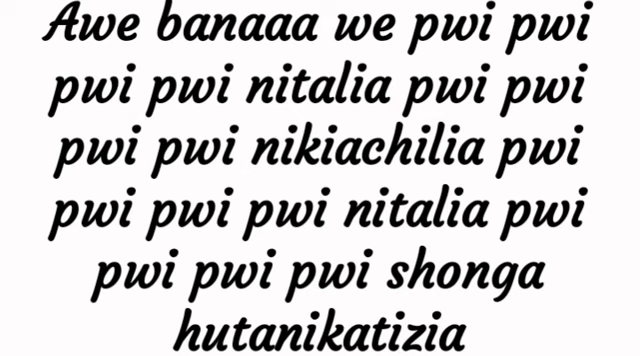 Awe banaaa we pwi pwi
pwi pwi nitalia pwi pwi
pwi pwi nikiachilia pwi
pwi pwi pwi nitalia pwi
pwi pwi pwi shonga
hutanikatizia